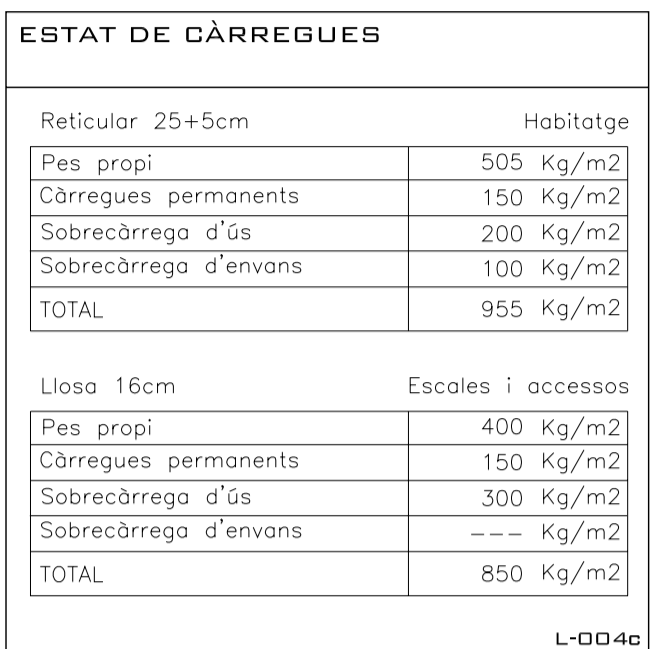 ESTAT DE CÀRREGUES
Reticular 25+5cm Habitatge
Pes propi 505 Kg/m2
Càrregues permanents 150 Kg/m2
Sobrecàrrega d'ús 200 Kg/m2
Sobrecàrrega d'envans 100 Kg/m2
TOTAL 955 Kg/m2
Llosa 16cm Escales i accessos
Pes propi 400 Kg/m2
Càrregues permanents 150 Kg/m2
Sobrecàrrega d'ús 300 Kg/m2
Sobrecàrrega d'envans --- Kg/m2
TOTAL 850 Kg/m2
L-004c